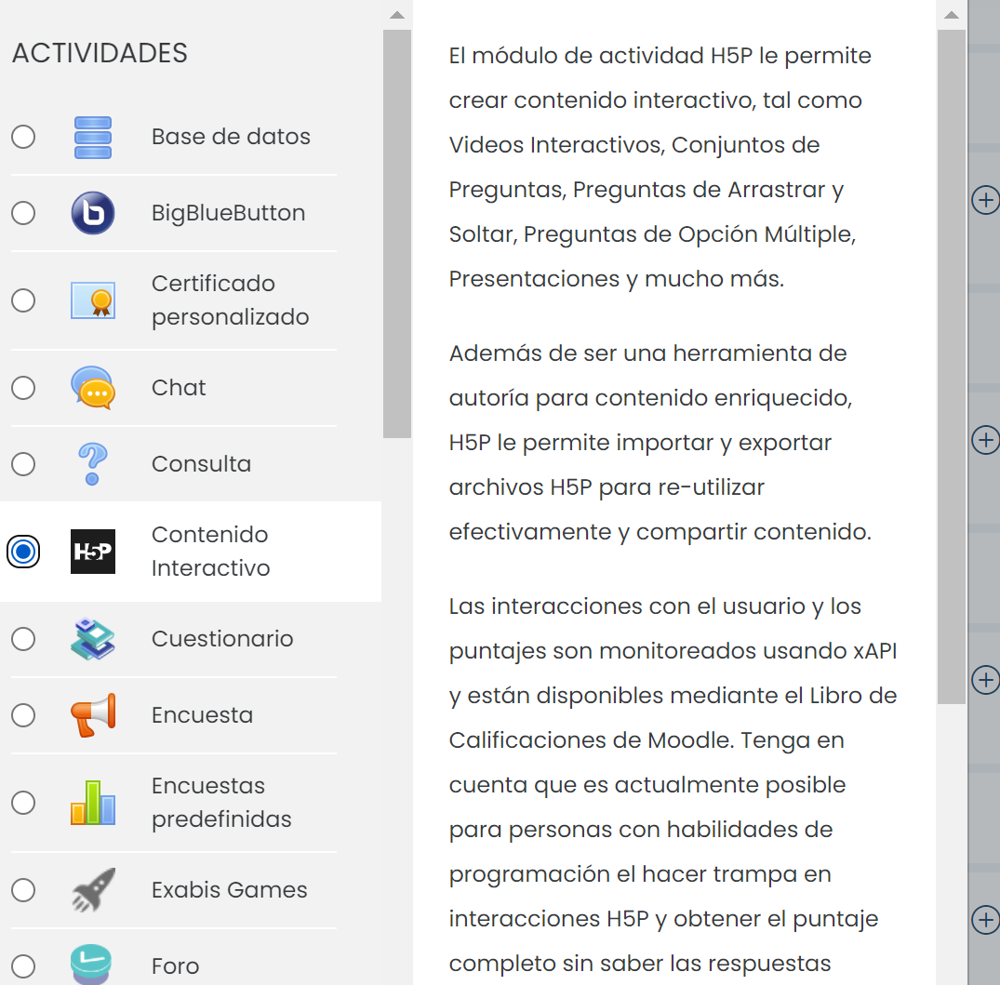 ACTIVIDADES
Base de datos
BigBlueButton
Certificado
personalizado
Chat
Consulta
H5P
Contenido
Interactivo
Cuestionario
Encuesta
Encuestas
predefinidas
Exabis Games
Foro
El módulo de actividad H5P le permite
crear contenido interactivo, tal como
Videos Interactivos, Conjuntos de
Preguntas, Preguntas de Arrastrar y
Soltar, Preguntas de Opción Múltiple,
Presentaciones y mucho más.
Además de ser una herramienta de
autoría para contenido enriquecido,
H5P le permite importar y exportar
archivos H5P para re-utilizar
efectivamente y compartir contenido.
Las interacciones con el usuario y los
puntajes son monitoreados usando xAPI
y están disponibles mediante el Libro de
Calificaciones de Moodle. Tenga en
cuenta que es actualmente posible
para personas con habilidades de
programación el hacer trampa en
interacciones H5P y obtener el puntaje
completo sin saber las respuestas